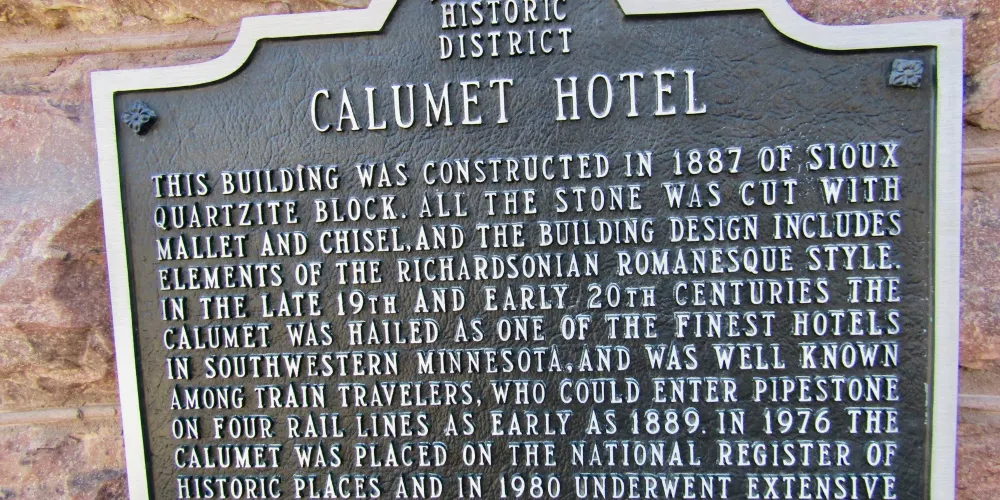 HISTORIC
DISTRICT
CALUMET HOTEL
THIS BUILDING WAS CONSTRUCTED IN 1887 OF SIOUX
QUARTZITE BLOCK. ALL THE STONE WAS CUT WITH
MALLET AND CHISEL, AND THE BUILDING DESIGN INCLUDES
ELEMENTS OF THE RICHARDSONIAN ROMANESQUE STYLE.
IN THE LATE 19TH AND EARLY 20TH CENTURIES THE
CALUMET WAS HAILED AS ONE OF THE FINEST HOTELS
IN SOUTHWESTERN MINNESOTA, AND WAS WELL KNOWN
AMONG TRAIN TRAVELERS, WHO COULD ENTER PIPESTONE
ON FOUR RAIL LINES AS EARLY AS 1889. IN 1976 THE
CALUMET WAS PLACED ON THE NATIONAL REGISTER OF
HISTORIC PLACES AND IN 1980 UNDERWENT EXTENSIVE